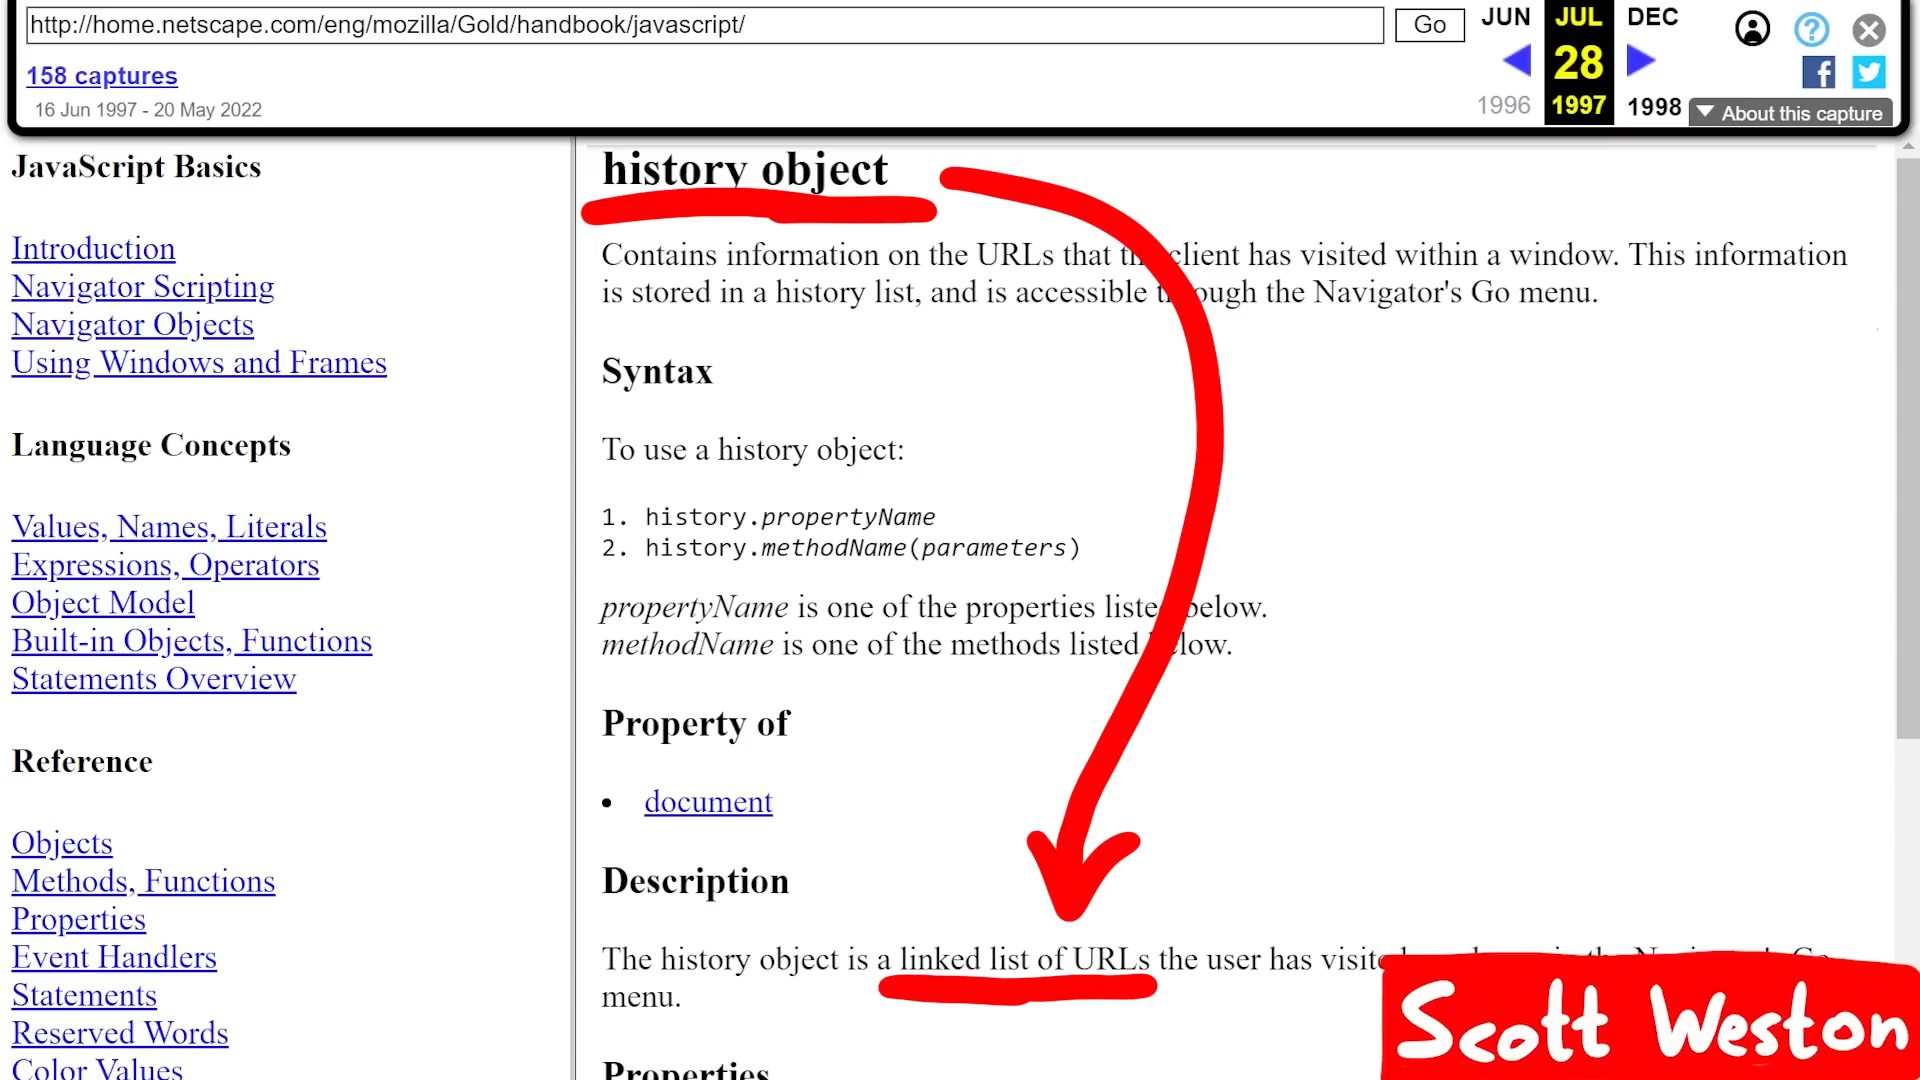 http://home.netscape.com/eng/mozilla/Gold/handbook/javascript/
Go
JUN
JUL
DEC
28
1996
1997
1998
158 captures
16 Jun 1997 - 20 May 2022
About this capture
JavaScript Basics
Introduction
Navigator Scripting
Navigator Objects
Using Windows and Frames
Language Concepts
Values, Names, Literals
Expressions, Operators
Object Model
Built-in Objects, Functions
Statements Overview
Reference
Objects
Methods, Functions
Properties
Event Handlers
Statements
Reserved Words
Color Values
history object
Contains information on the URLs that the client has visited within a window. This information
is stored in a history list, and is accessible through the Navigator's Go menu.
Syntax
To use a history object:
1. history.propertyName
2. history.methodName(parameters)
propertyName is one of the properties listed below.
methodName is one of the methods listed below.
Property of
• document
Description
The history object is a linked list of URLs the user has visited
menu.
Properties
Scott Weston